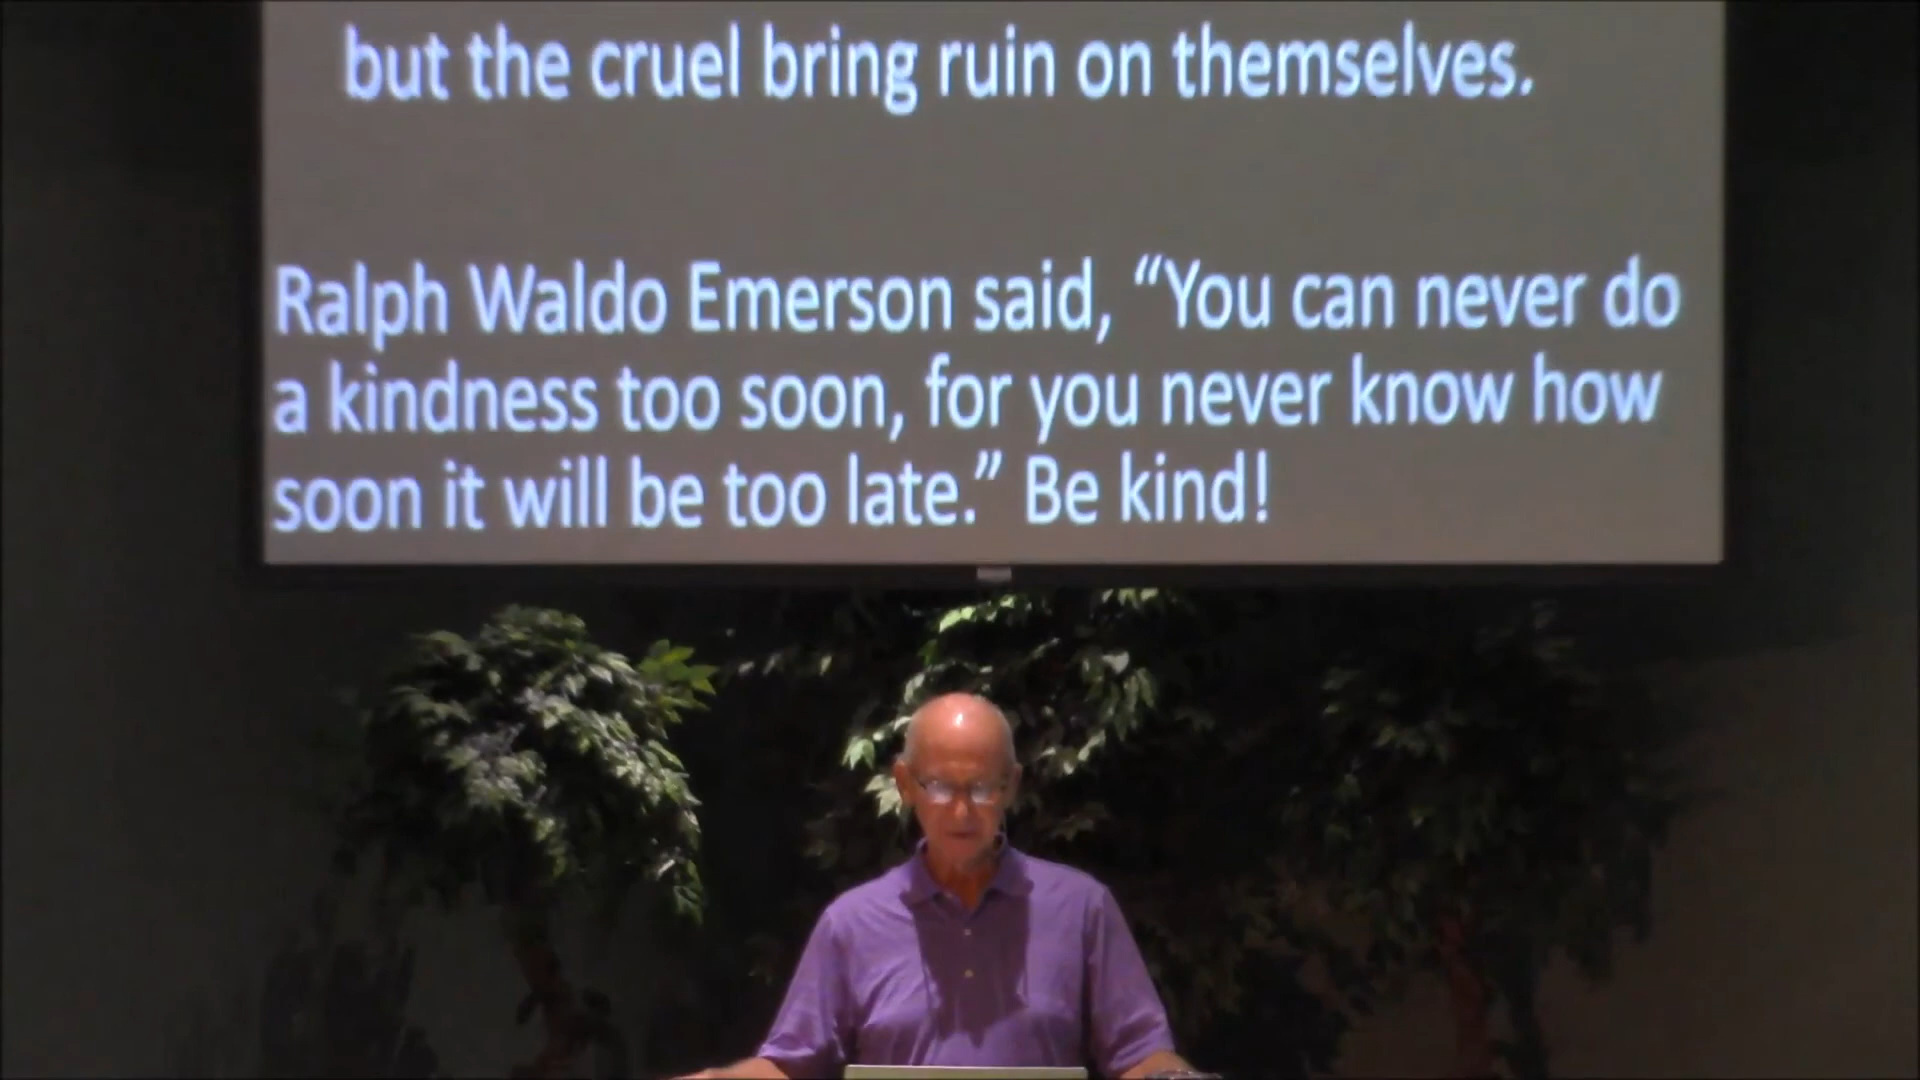 but the cruel bring ruin on themselves.
Ralph Waldo Emerson said, “You can never do
a kindness too soon, for you never know how
soon it will be too late.” Be kind!